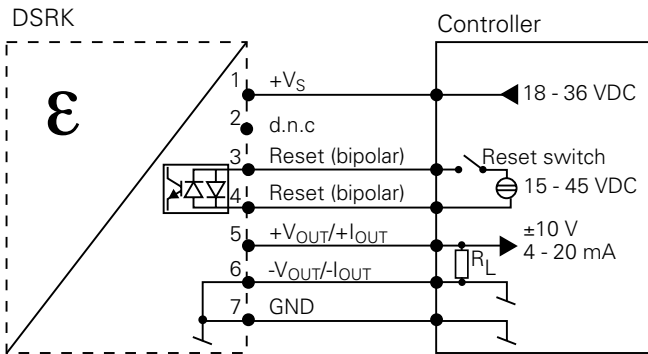 DSRK
Controller
ε
1 +VS 18 - 36 VDC
2 d.n.c
3 Reset (bipolar) Reset switch
15 - 45 VDC
4 Reset (bipolar)
5 +VOUT/+IOUT ±10 V
4 - 20 mA
RL
6 -VOUT/-IOUT
7 GND